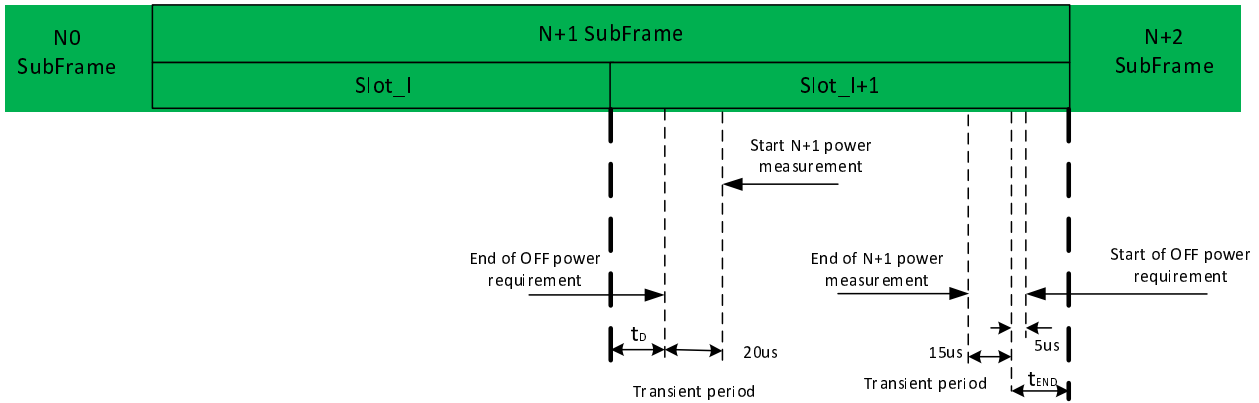 N0
SubFrame
N+1 SubFrame
N+2
SubFrame
Slot_I
Slot_I+1
Start N+1 power
measurement
End of OFF power
requirement
End of N+1 power
measurement
Start of OFF power
requirement
tD
20us
15us
5us
Transient period
Transient period
tEND